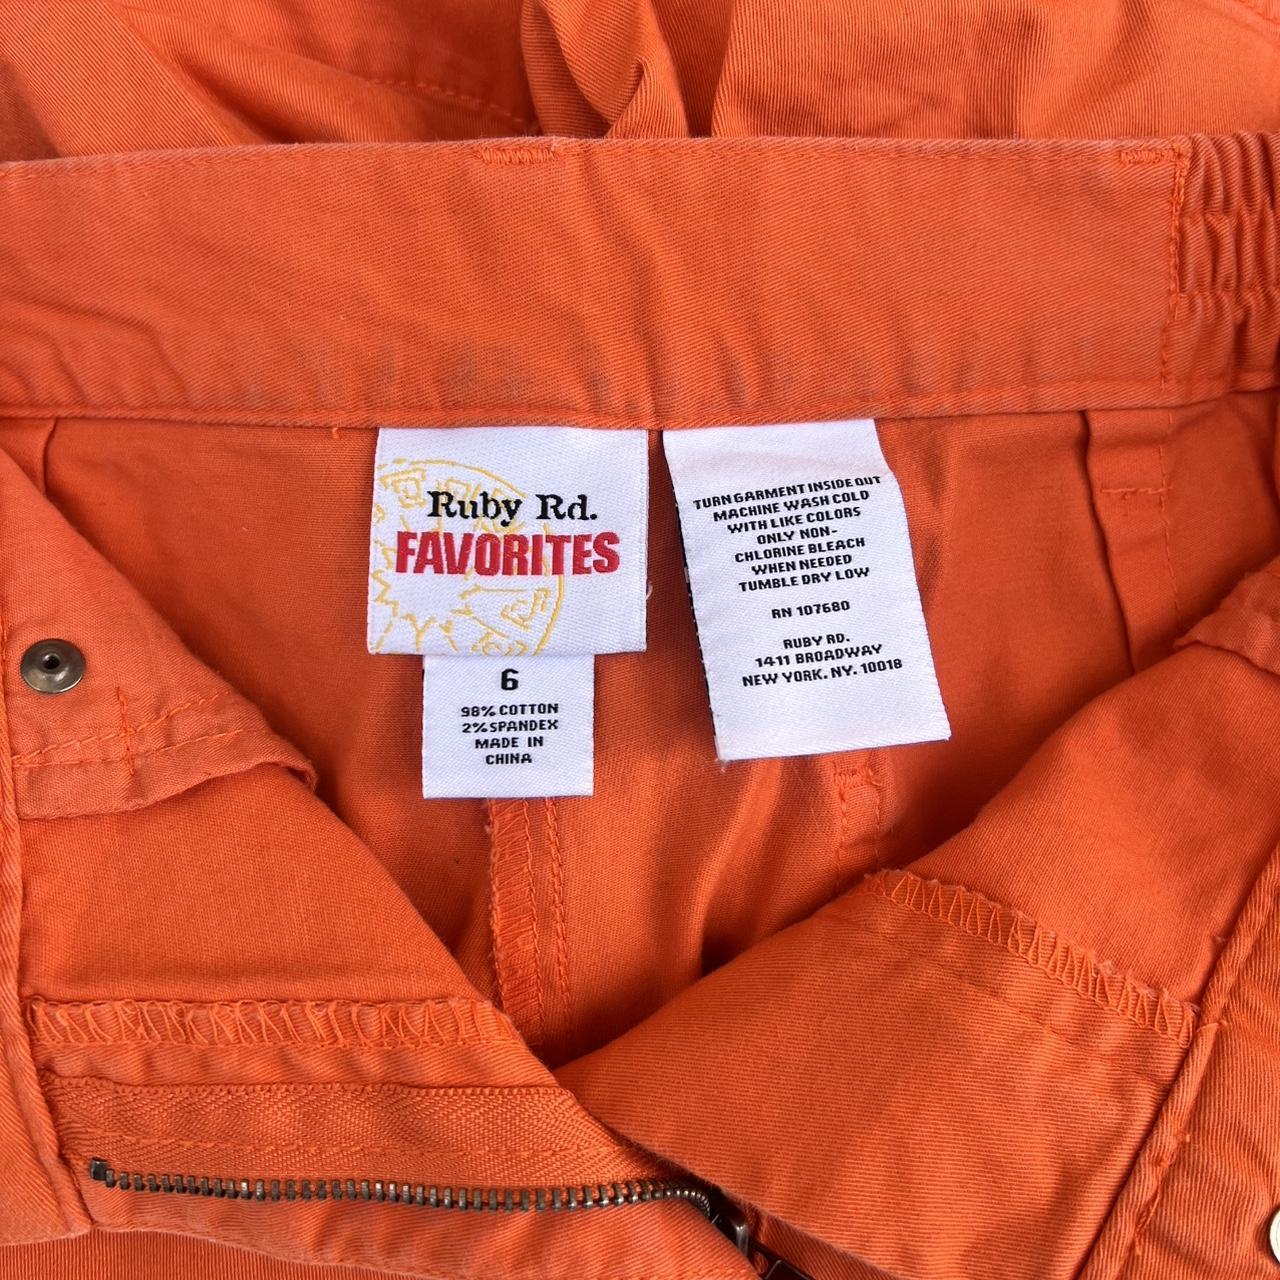 Ruby Rd.
FAVORITES
6
98% COTTON
2% SPANDEX
MADE IN
CHINA
TURN GARMENT INSIDE OUT
MACHINE WASH COLD
WITH LIKE COLORS
ONLY NON-
CHLORINE BLEACH
WHEN NEEDED
TUMBLE DRY LOW
RN 107680
RUBY RD.
1411 BROADWAY
NEW YORK. NY. 10018